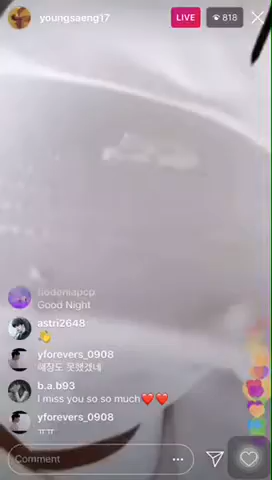 youngsaeng17
LIVE
818
Good Night
astri2648
yforevers_0908
해장도 못했겠네
b.a.b93
I miss you so so much❤️❤️
yforevers_0908
ㅠㅠ
Comment